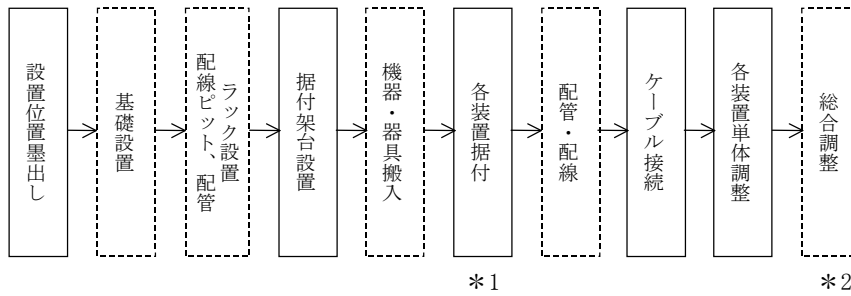 設置位置墨出し
基礎設置
配線ピット、配管
ラック設置
据付架台設置
機器・器具搬入
各装置据付
配管・配線
ケーブル接続
各装置単体調整
総合調整
*1
*2